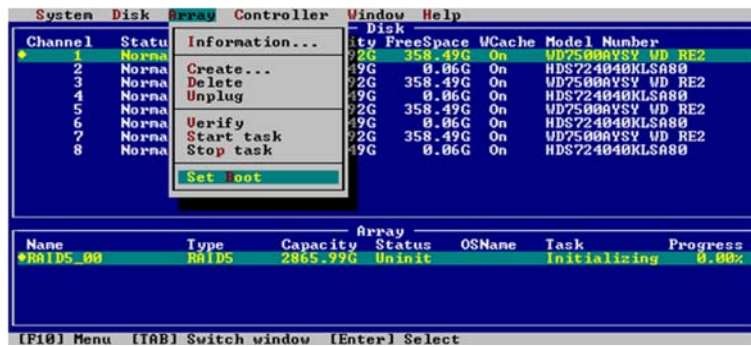 System Disk Array Controller Window Help
Disk
Channel Statu ity FreeSpace WCache Model Number
1 Norma 92G 358.49G On WD7500AYSY WD RE2
2 Norma 49G 0.06G On HDS724040KLSA80
3 Norma 92G 358.49G On WD7500AYSY WD RE2
4 Norma 49G 0.06G On HDS724040KLSA80
5 Norma 92G 358.49G On WD7500AYSY WD RE2
6 Norma 49G 0.06G On HDS724040KLSA80
7 Norma 92G 358.49G On WD7500AYSY WD RE2
8 Norma 49G 0.06G On HDS724040KLSA80
Information...
Create...
Delete
Unplug
Verify
Start task
Stop task
Set Boot
Array
Name Type Capacity Status OSName Task Progress
RAID5_00 RAID5 2865.99G Uninit Initializing 0.00%
[F10] Menu [TAB] Switch window [Enter] Select